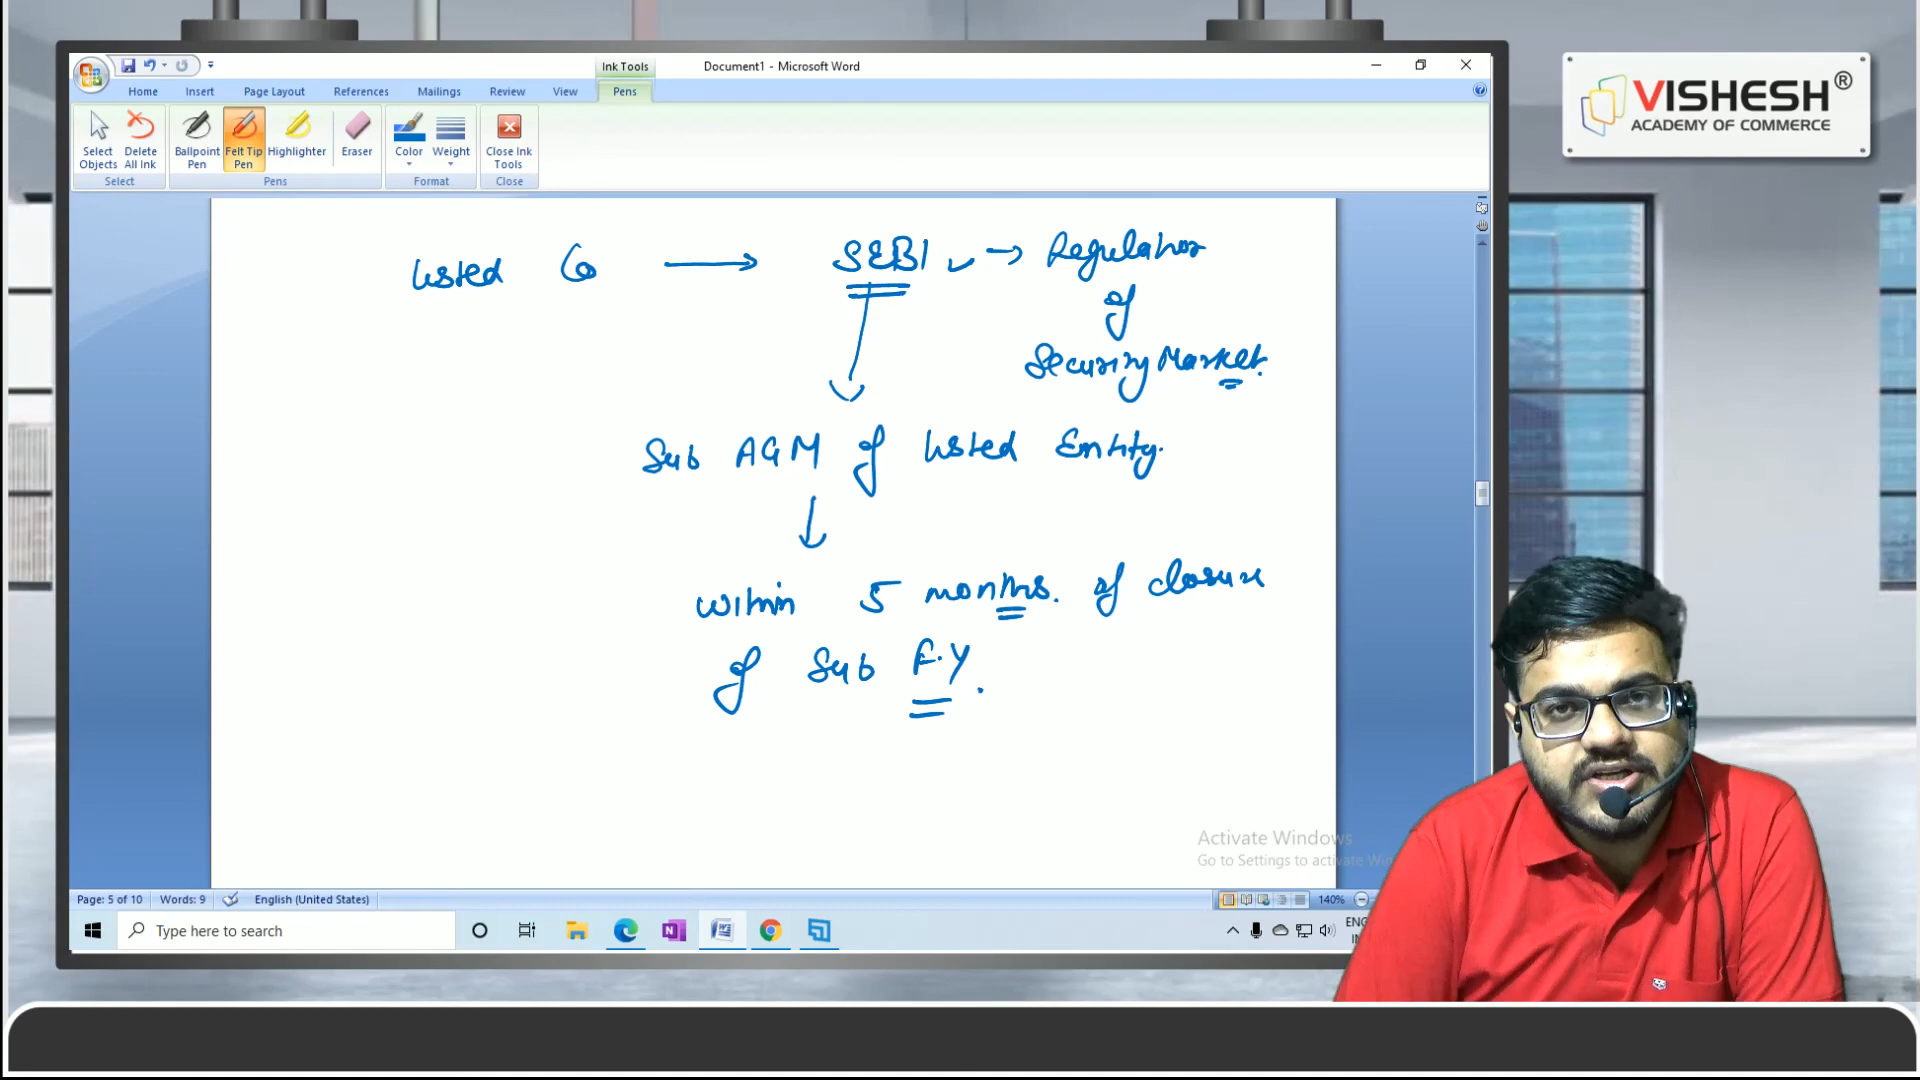 Ink Tools
Document1 - Microsoft Word
Home Insert Page Layout References Mailings Review View Pens
Select Objects
Delete All Ink
Ballpoint Pen
Felt Tip Pen
Highlighter
Eraser
Color
Weight
Close Ink Tools
Select Pens Format Close
VISHESH®
ACADEMY OF COMMERCE
Listed Co → SEBI → Regulator
of
Security Market.
Sub AGM of Listed Entity.
within 5 months. of closure
of Sub F.Y.
Activate Windows
Go to Settings to activate Win
Page: 5 of 10 Words: 9 English (United States) 140%
Type here to search
ENG
IN